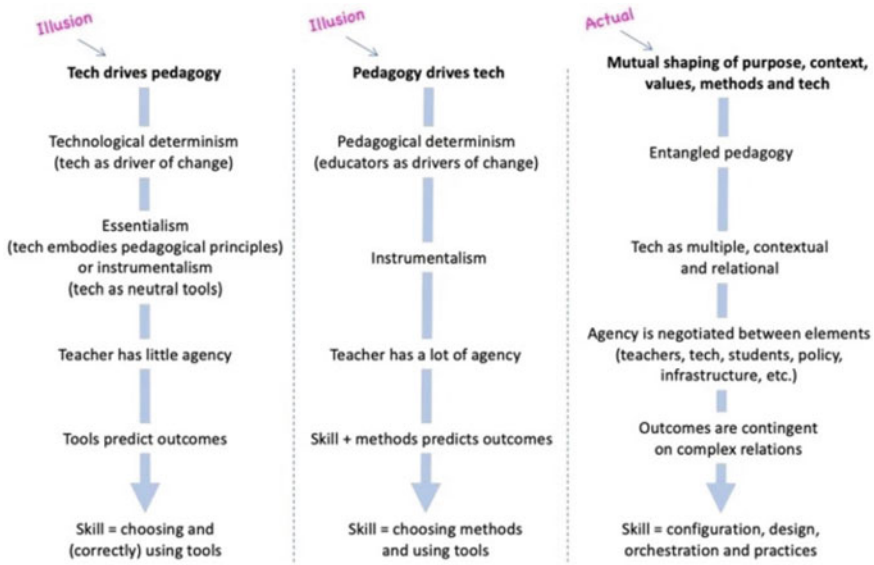 Illusion
Tech drives pedagogy
Technological determinism
(tech as driver of change)
Essentialism
(tech embodies pedagogical principles)
or instrumentalism
(tech as neutral tools)
Teacher has little agency
Tools predict outcomes
Skill = choosing and
(correctly) using tools
Illusion
Pedagogy drives tech
Pedagogical determinism
(educators as drivers of change)
Instrumentalism
Teacher has a lot of agency
Skill + methods predicts outcomes
Skill = choosing methods
and using tools
Actual
Mutual shaping of purpose, context,
values, methods and tech
Entangled pedagogy
Tech as multiple, contextual
and relational
Agency is negotiated between elements
(teachers, tech, students, policy,
infrastructure, etc.)
Outcomes are contingent
on complex relations
Skill = configuration, design,
orchestration and practices